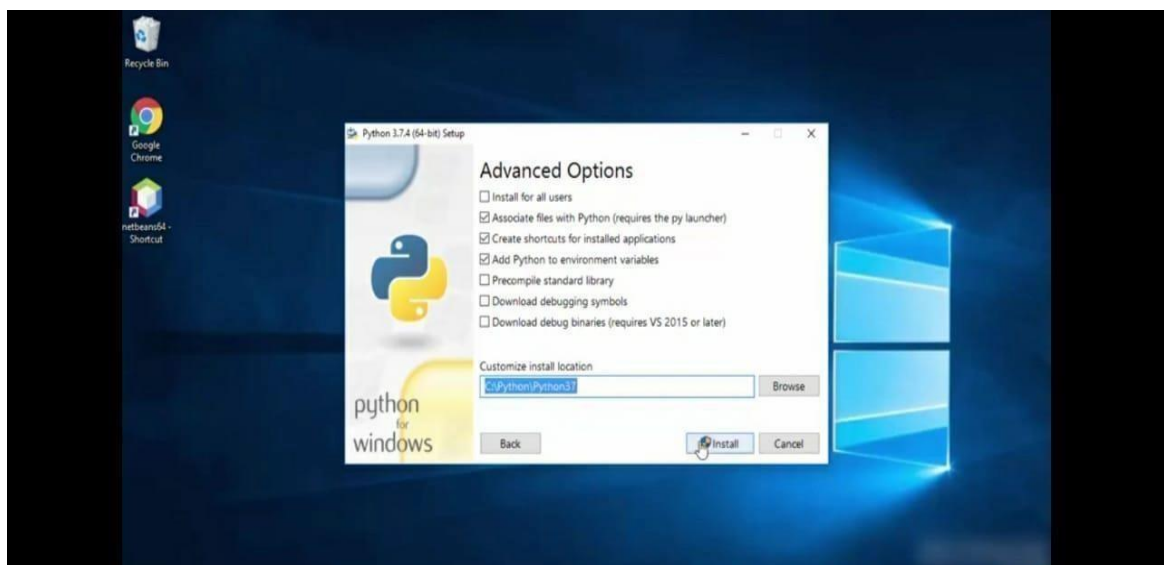 Recycle Bin
Google
Chrome
netbeans64 -
Shortcut
Python 3.7.4 (64-bit) Setup
Advanced Options
Install for all users
Associate files with Python (requires the py launcher)
Create shortcuts for installed applications
Add Python to environment variables
Precompile standard library
Download debugging symbols
Download debug binaries (requires VS 2015 or later)
Customize install location
C:\Python\Python37
Browse
python
for
windows
Back
Install
Cancel